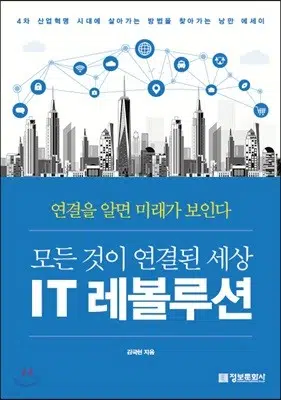 4차 산업혁명 시대에 살아가는 방법을 찾아가는 낭만 에세이
연결을 알면 미래가 보인다
모든 것이 연결된 세상
IT 레볼루션
김국현 지음
정보문화사